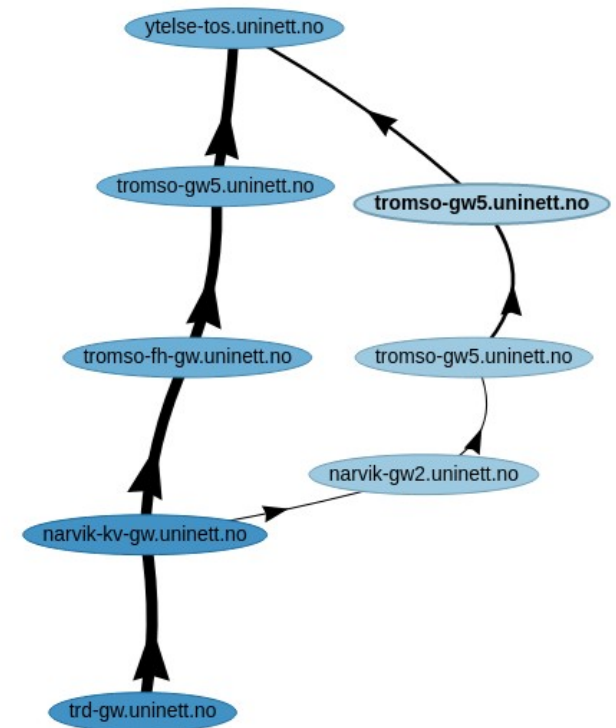 ytelse-tos.uninett.no
tromso-gw5.uninett.no
tromso-gw5.uninett.no
tromso-fh-gw.uninett.no
tromso-gw5.uninett.no
narvik-gw2.uninett.no
narvik-kv-gw.uninett.no
trd-gw.uninett.no